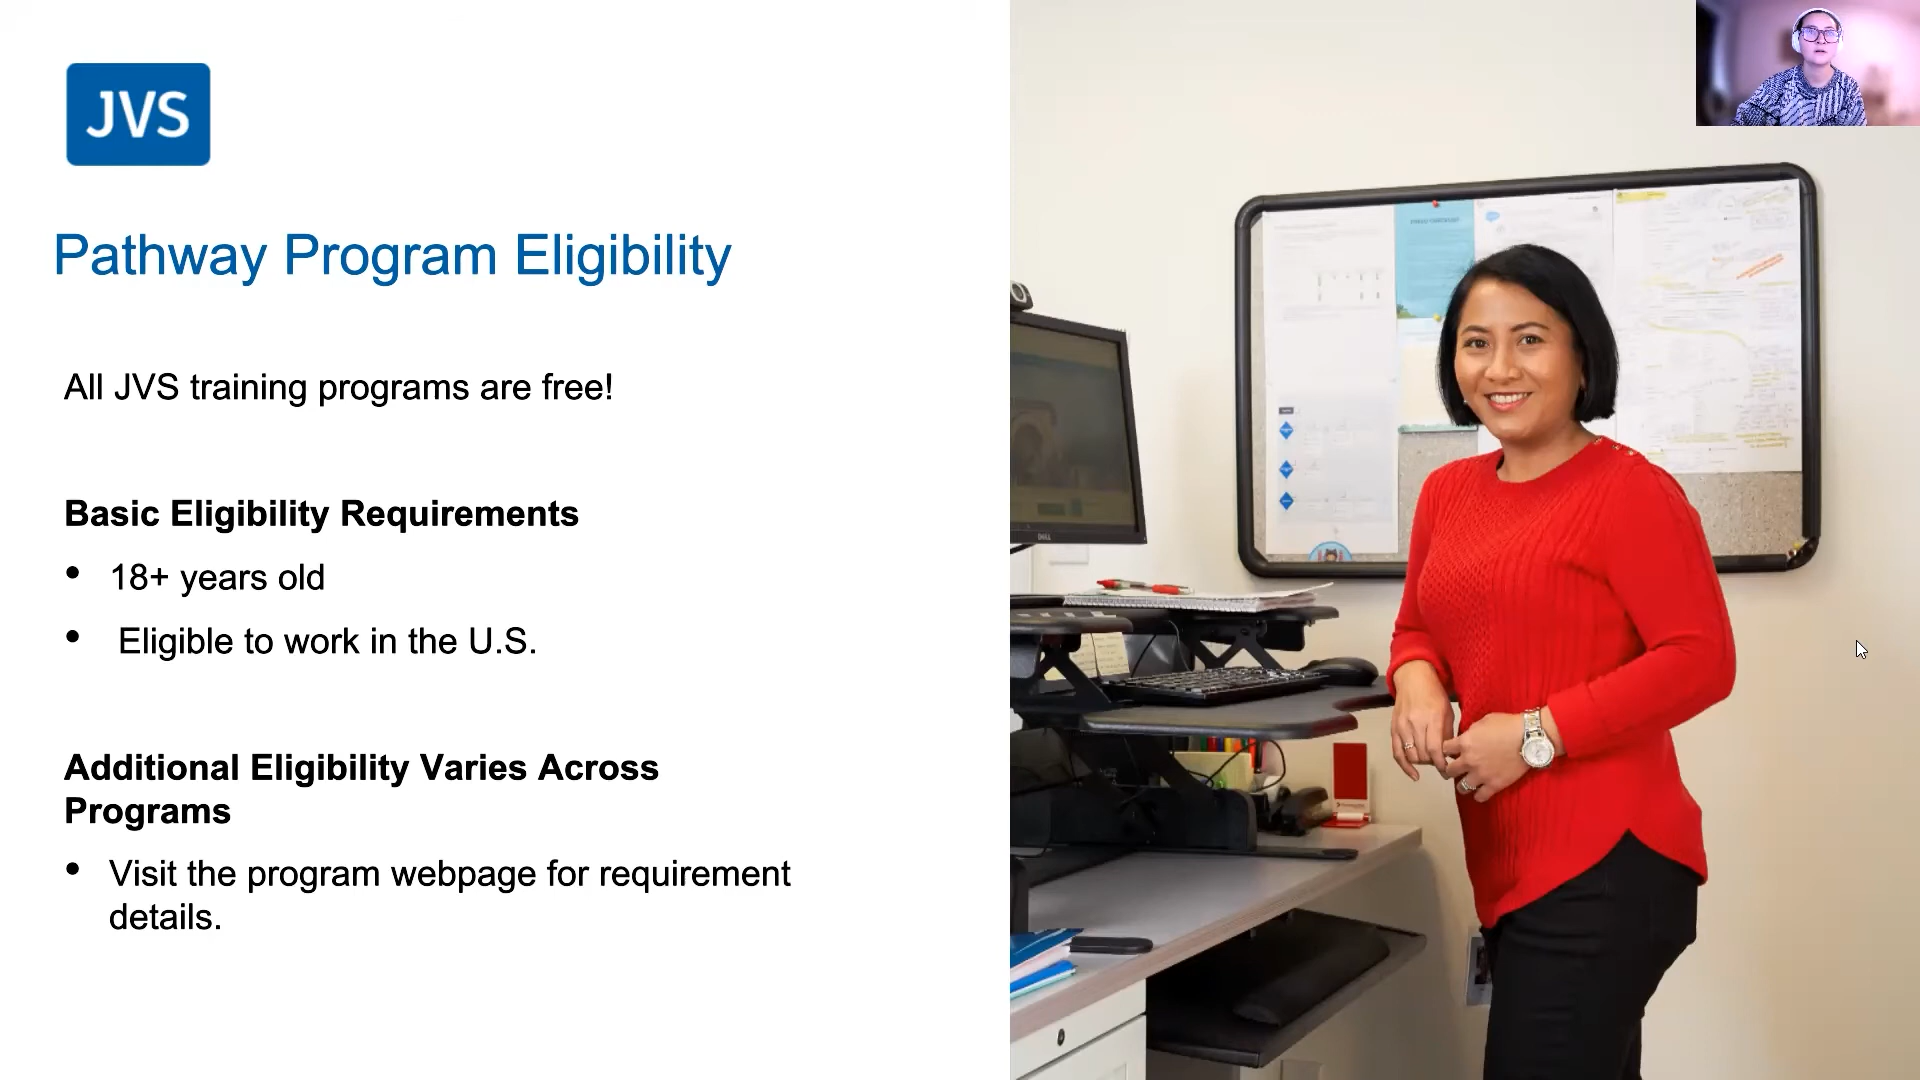 JVS
Pathway Program Eligibility
All JVS training programs are free!
Basic Eligibility Requirements
• 18+ years old
• Eligible to work in the U.S.
Additional Eligibility Varies Across
Programs
• Visit the program webpage for requirement
details.
DELL